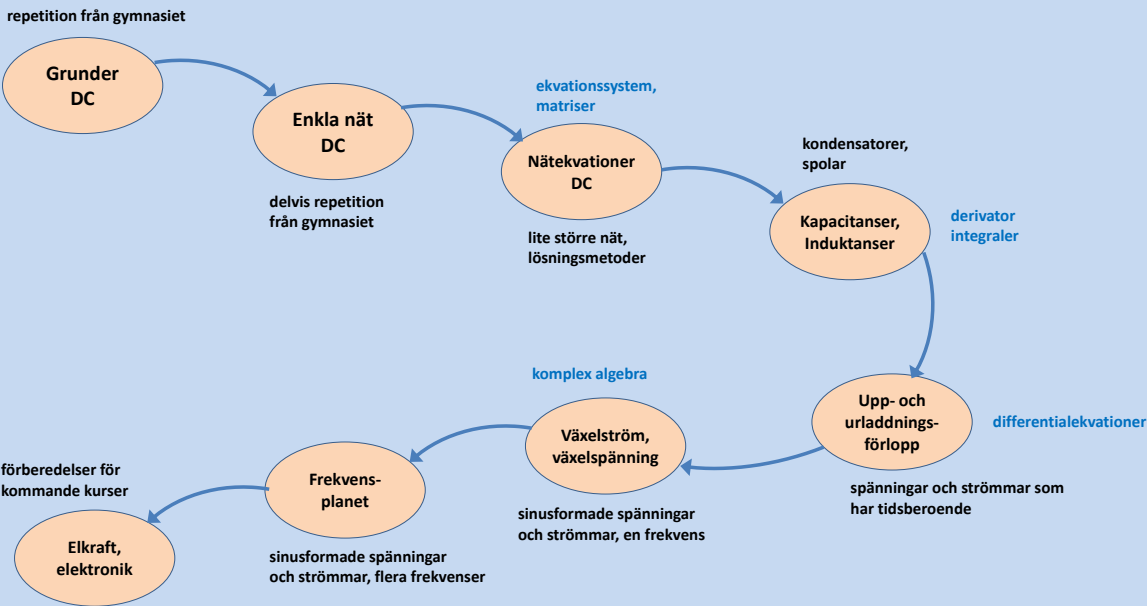 repetition från gymnasiet
Grunder
DC
Enkla nät
DC
delvis repetition
från gymnasiet
ekvationssystem,
matriser
Nätekvationer
DC
lite större nät,
lösningsmetoder
kondensatorer,
spolar
Kapacitanser,
Induktanser
derivator
integraler
Upp- och
urladdnings-
förlopp
differentialekvationer
spänningar och strömmar som
har tidsberoende
komplex algebra
Växelström,
växelspänning
sinusformade spänningar
och strömmar, en frekvens
Frekvens-
planet
sinusformade spänningar
och strömmar, flera frekvenser
förberedelser för
kommande kurser
Elkraft,
elektronik